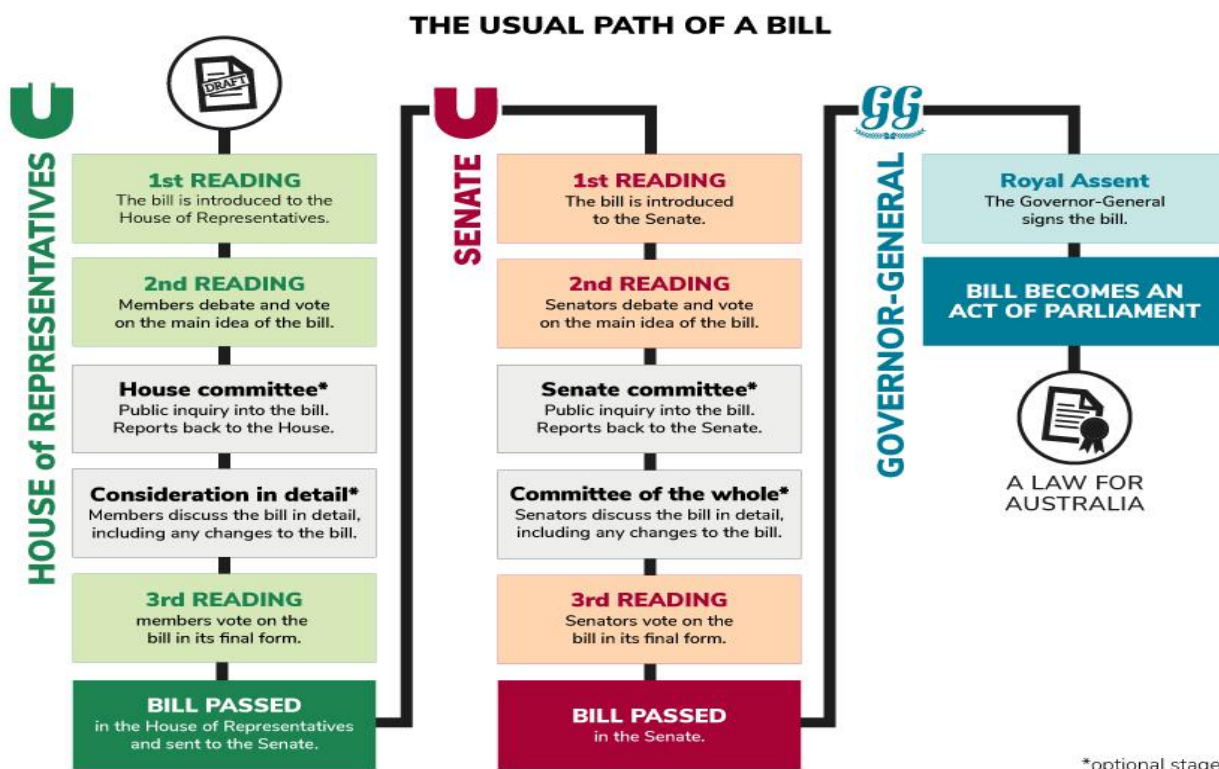 THE USUAL PATH OF A BILL
DRAFT
HOUSE of REPRESENTATIVES
1st READING
The bill is introduced to the
House of Representatives.
2nd READING
Members debate and vote
on the main idea of the bill.
House committee*
Public inquiry into the bill.
Reports back to the House.
Consideration in detail*
Members discuss the bill in detail,
including any changes to the bill.
3rd READING
members vote on the
bill in its final form.
BILL PASSED
in the House of Representatives
and sent to the Senate.
SENATE
1st READING
The bill is introduced
to the Senate.
2nd READING
Senators debate and vote
on the main idea of the bill.
Senate committee*
Public inquiry into the bill.
Reports back to the Senate.
Committee of the whole*
Senators discuss the bill in detail,
including any changes to the bill.
3rd READING
Senators vote on the
bill in its final form.
BILL PASSED
in the Senate.
GG
GOVERNOR-GENERAL
Royal Assent
The Governor-General
signs the bill.
BILL BECOMES AN
ACT OF PARLIAMENT
A LAW FOR
AUSTRALIA
*optional stage